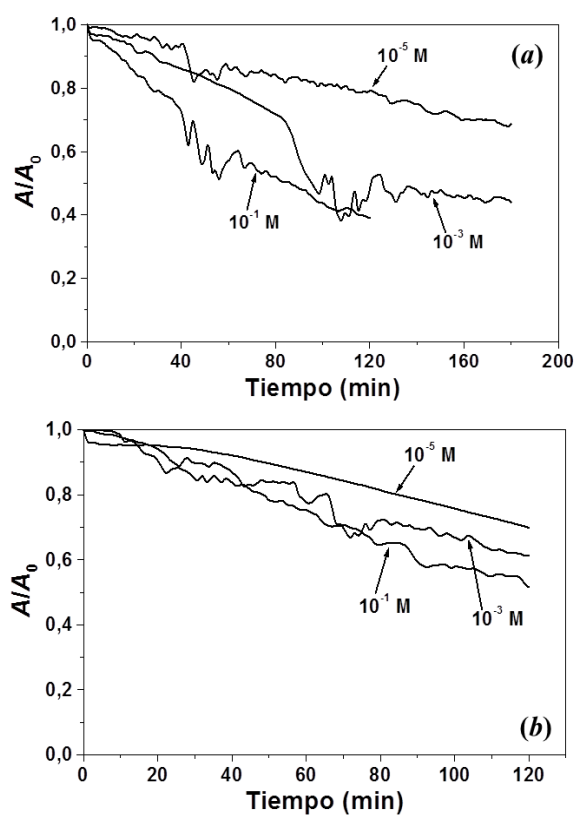 (a)
10⁻⁵ M
10⁻¹ M
10⁻³ M
A/A₀
1,0
0,8
0,6
0,4
0,2
0,0
0 40 80 120 160 200
Tiempo (min)
10⁻⁵ M
10⁻¹ M
10⁻³ M
A/A₀
1,0
0,8
0,6
0,4
0,2
0,0
(b)
0 20 40 60 80 100 120
Tiempo (min)